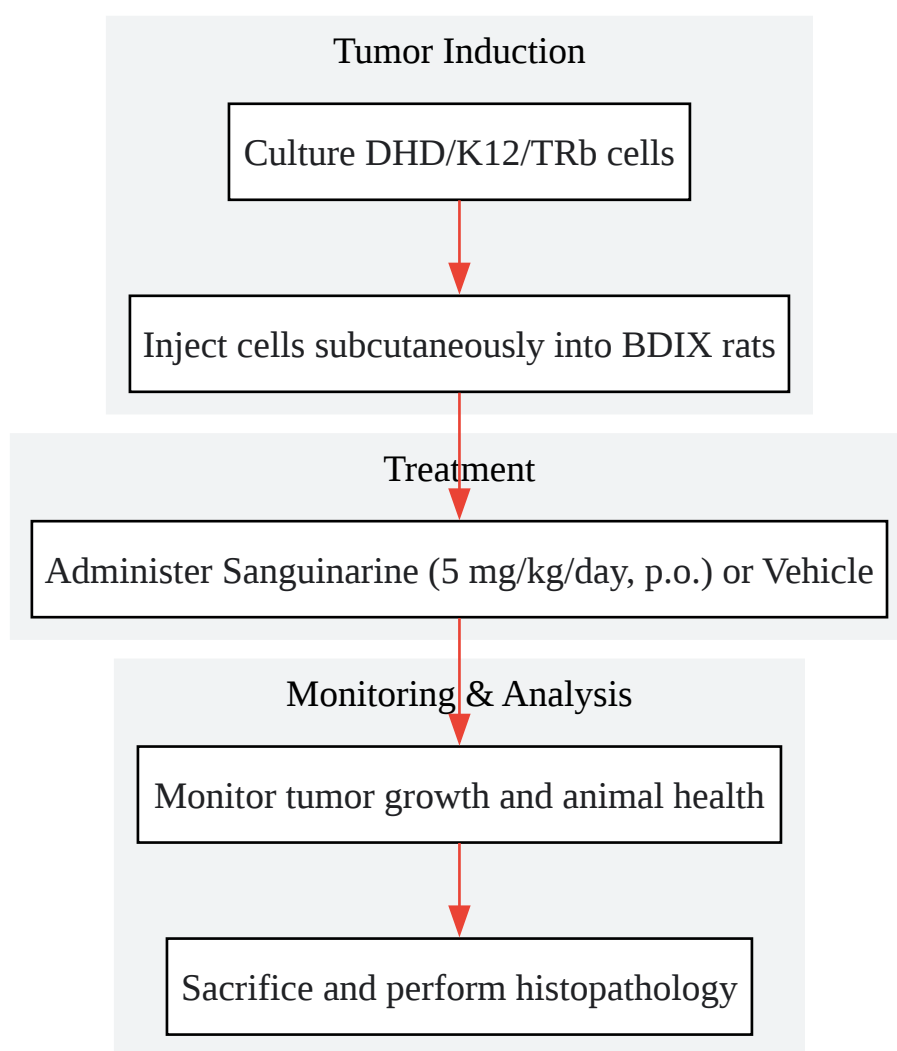 Tumor Induction
Culture DHD/K12/TRb cells
Inject cells subcutaneously into BDIX rats
Treatment
Administer Sanguinarine (5 mg/kg/day, p.o.) or Vehicle
Monitoring & Analysis
Monitor tumor growth and animal health
Sacrifice and perform histopathology